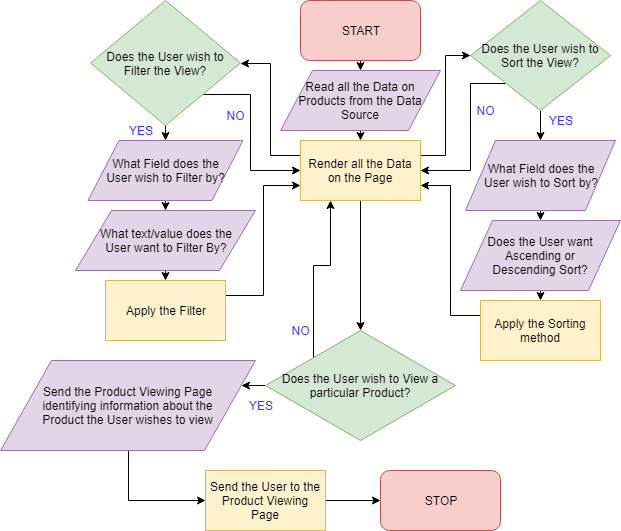 START
Does the User wish to
Filter the View?
Does the User wish to
Sort the View?
Read all the Data on
Products from the Data
Source
NO
NO
YES
YES
Render all the Data
on the Page
What Field does the
User wish to Filter by?
What Field does the
User wish to Sort by?
What text/value does the
User want to Filter By?
Does the User want
Ascending or
Descending Sort?
Apply the Filter
Apply the Sorting
method
NO
Does the User wish to View a
particular Product?
YES
Send the Product Viewing Page
identifying information about the
Product the User wishes to view
Send the User to the
Product Viewing
Page
STOP